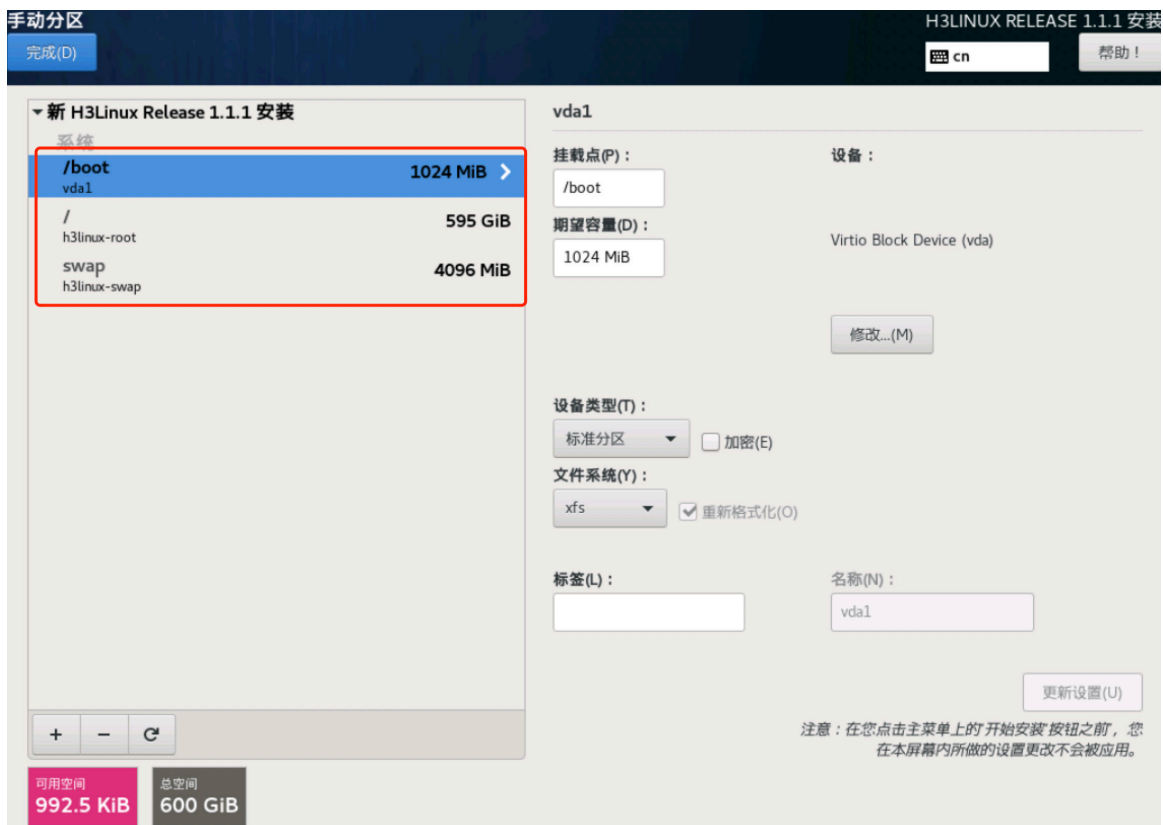 手动分区
H3LINUX RELEASE 1.1.1 安装
完成(D)
cn
帮助！
新 H3Linux Release 1.1.1 安装
系统
/boot
1024 MiB
vda1
/
595 GiB
h3linux-root
swap
4096 MiB
h3linux-swap
vda1
挂载点(P)：
设备：
/boot
期望容量(D)：
1024 MiB
Virtio Block Device (vda)
修改...(M)
设备类型(T)：
标准分区
加密(E)
文件系统(Y)：
xfs
重新格式化(O)
标签(L)：
名称(N)：
vda1
更新设置(U)
注意：在您点击主菜单上的'开始安装'按钮之前，您
在本屏幕内所做的设置更改不会被应用。
可用空间
992.5 KiB
总空间
600 GiB